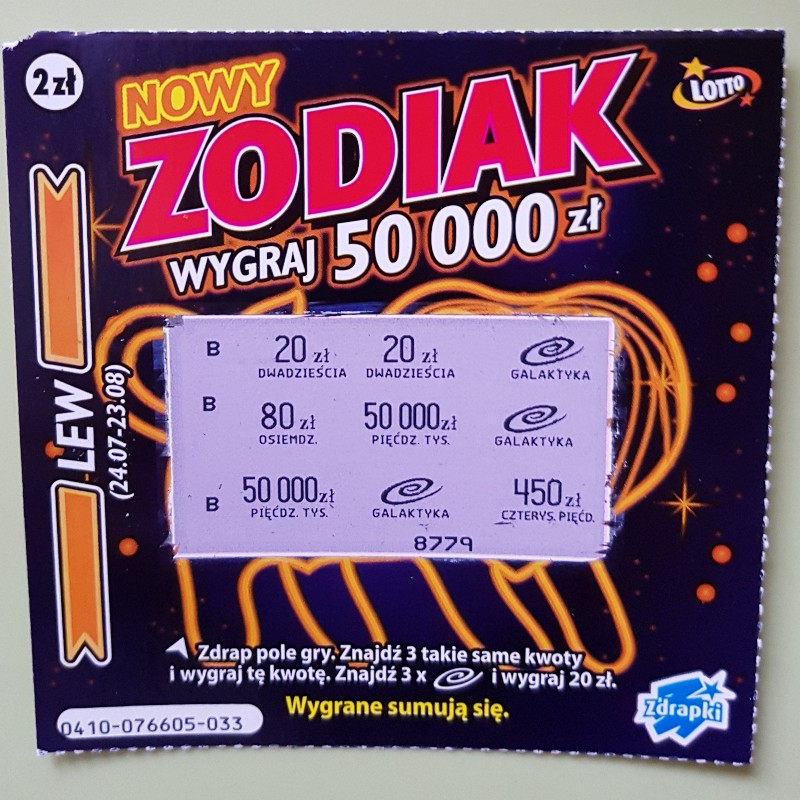 2 zł
NOWY
ZODIAK
LOTTO
WYGRAJ 50 000 zł
LEW
(24.07-23.08)
B 20 zł 20 zł
DWADZIEŚCIA DWADZIEŚCIA GALAKTYKA
B 80 zł 50 000 zł
OSIEMDZ. PIĘĆDZ. TYS. GALAKTYKA
B 50 000 zł 450 zł
PIĘĆDZ. TYS. GALAKTYKA CZTERYS. PIĘĆD.
8779
Zdrap pole gry. Znajdź 3 takie same kwoty
i wygraj tę kwotę. Znajdź 3 x i wygraj 20 zł.
Wygrane sumują się.
Zdrapki
0410-076605-033